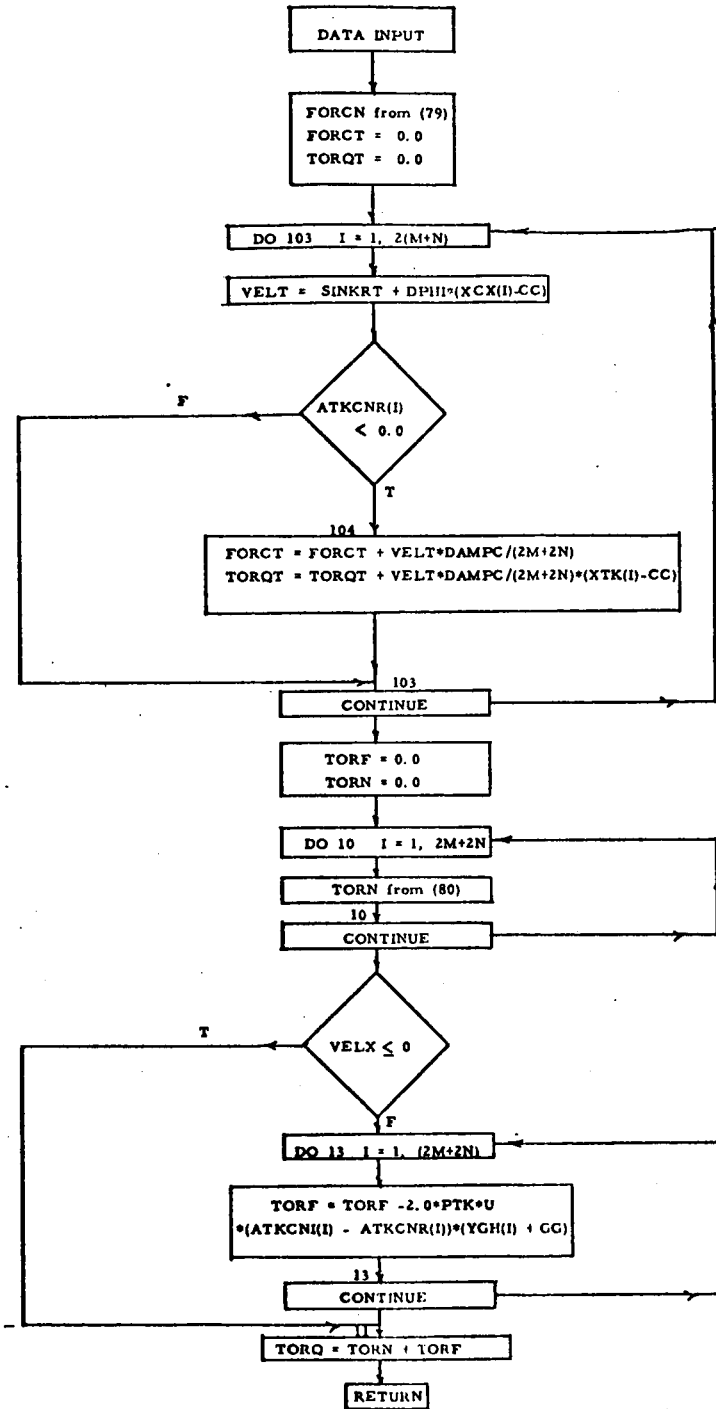 DATA INPUT
FORCN from (79)
FORCT = 0.0
TORQT = 0.0
DO 103 I = 1, 2(M+N)
VELT = SINKRT + DPHI*(XCX(I)-CC)
F
ATKCNR(I)
< 0.0
T
104
FORCT = FORCT + VELT*DAMPC/(2M+2N)
TORQT = TORQT + VELT*DAMPC/(2M+2N)*(XTK(I)-CC)
103
CONTINUE
TORF = 0.0
TORN = 0.0
DO 10 I = 1, 2M+2N
TORN from (80)
10
CONTINUE
T
VELX ≤ 0
F
DO 13 I = 1, (2M+2N)
TORF = TORF -2.0*PTK*U
*(ATKCNI(I) - ATKCNR(I))*(YGH(I) + GG)
13
CONTINUE
11
TORQ = TORN + TORF
RETURN